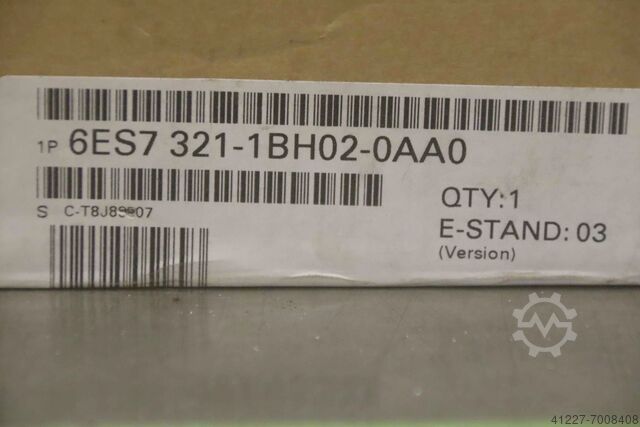 1P 6ES7 321-1BH02-0AA0
S
QTY:1
E-STAND: 03
(Version)
41227-7008408